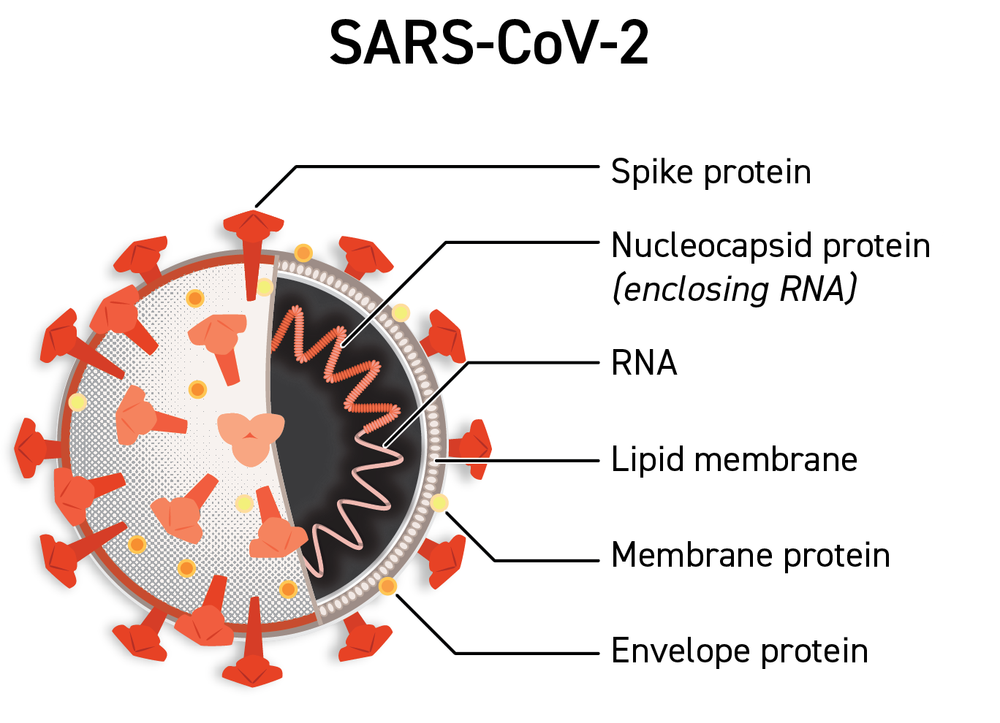 SARS-CoV-2
Spike protein
Nucleocapsid protein
(enclosing RNA)
RNA
Lipid membrane
Membrane protein
Envelope protein